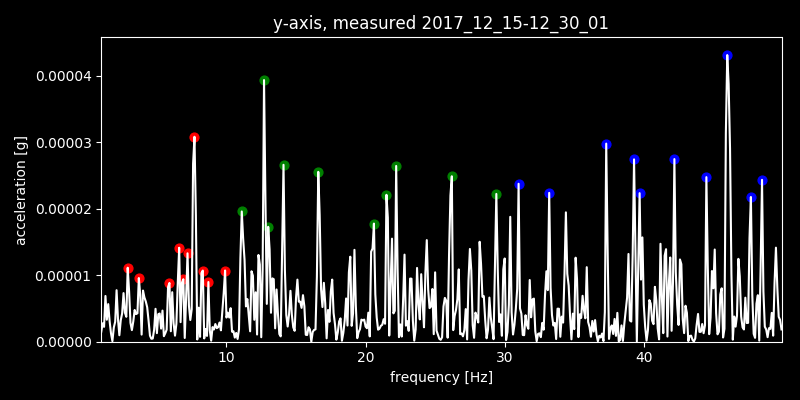 y-axis, measured 2017_12_15-12_30_01
0.00004
0.00003
0.00002
0.00001
0.00000
acceleration [g]
10 20 30 40
frequency [Hz]